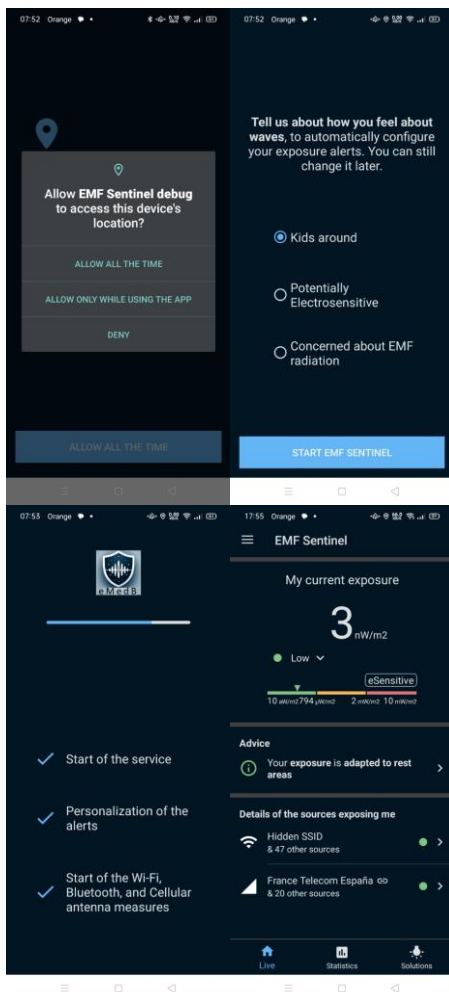 07:52 Orange
Allow EMF Sentinel debug
to access this device's
location?
ALLOW ALL THE TIME
ALLOW ONLY WHILE USING THE APP
DENY
ALLOW ALL THE TIME
07:52 Orange
Tell us about how you feel about
waves, to automatically configure
your exposure alerts. You can still
change it later.
Kids around
Potentially
Electrosensitive
Concerned about EMF
radiation
START EMF SENTINEL
07:53 Orange
eMedB
Start of the service
Personalization of the
alerts
Start of the Wi-Fi,
Bluetooth, and Cellular
antenna measures
17:55 Orange
EMF Sentinel
My current exposure
3 nW/m2
Low
eSensitive
10 794 2 mW/m2 10 mW/m2
Advice
Your exposure is adapted to rest
areas
Details of the sources exposing me
Hidden SSID
& 47 other sources
France Telecom España
& 20 other sources
Live Statistics Solutions